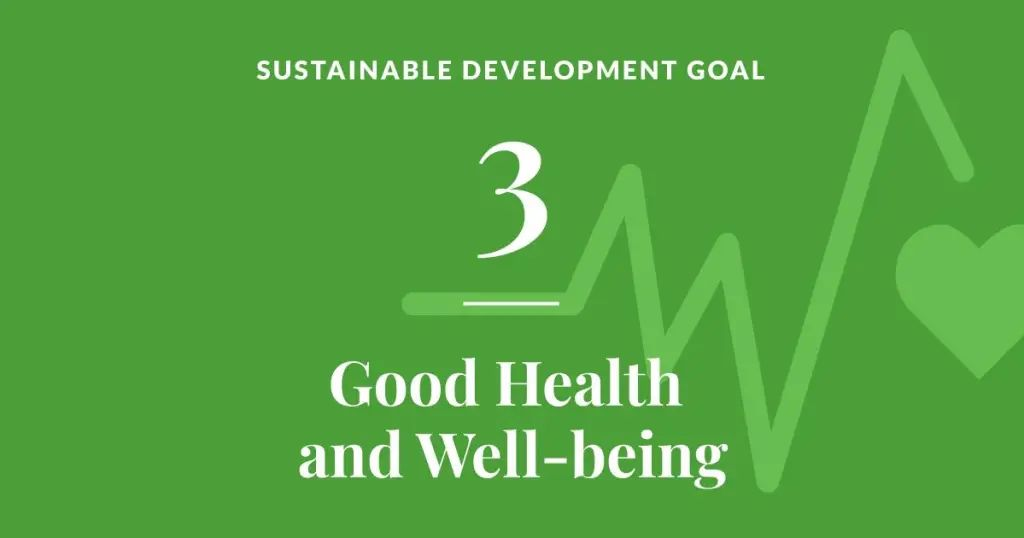 SUSTAINABLE DEVELOPMENT GOAL
3
Good Health
and Well-being